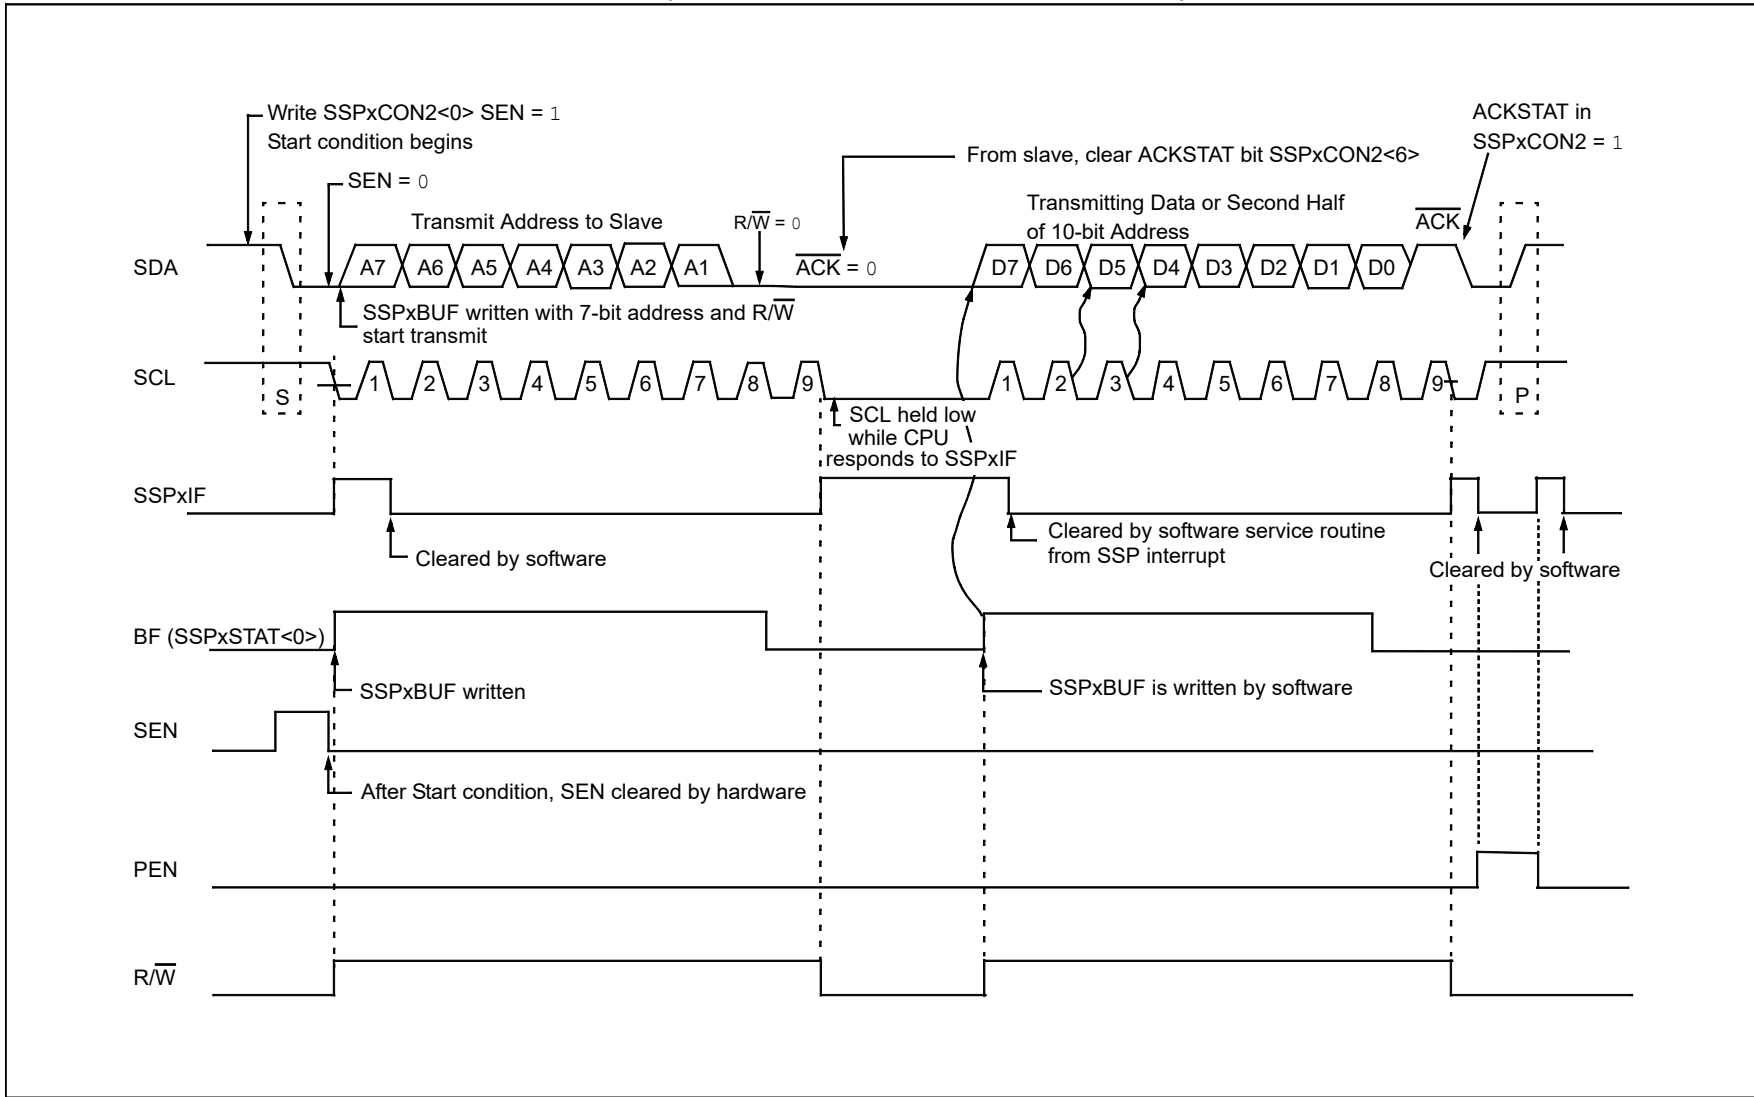 Write SSPxCON2<0> SEN = 1
Start condition begins
ACKSTAT in
SSPxCON2 = 1
From slave, clear ACKSTAT bit SSPxCON2<6>
SEN = 0
Transmit Address to Slave
R/W̅ = 0
Transmitting Data or Second Half
of 10-bit Address
A̅C̅K̅
SDA
A7 A6 A5 A4 A3 A2 A1
A̅C̅K̅ = 0
D7 D6 D5 D4 D3 D2 D1 D0
SSPxBUF written with 7-bit address and R/W̅
start transmit
SCL
S
1 2 3 4 5 6 7 8 9
1 2 3 4 5 6 7 8 9
P
SCL held low
while CPU
responds to SSPxIF
SSPxIF
Cleared by software
Cleared by software service routine
from SSP interrupt
Cleared by software
BF (SSPxSTAT<0>)
SSPxBUF written
SSPxBUF is written by software
SEN
After Start condition, SEN cleared by hardware
PEN
R/W̅